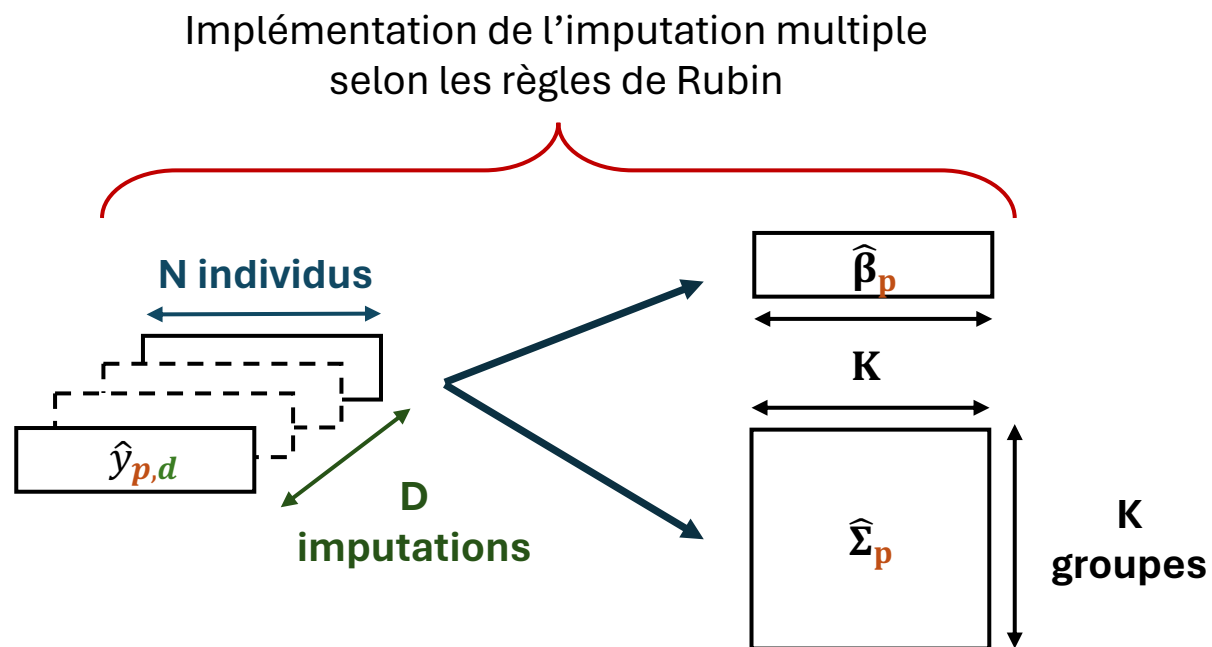 Implémentation de l’imputation multiple
selon les règles de Rubin
N individus
ŷp,d
D
imputations
β̂p
K
Σ̂p
K
groupes